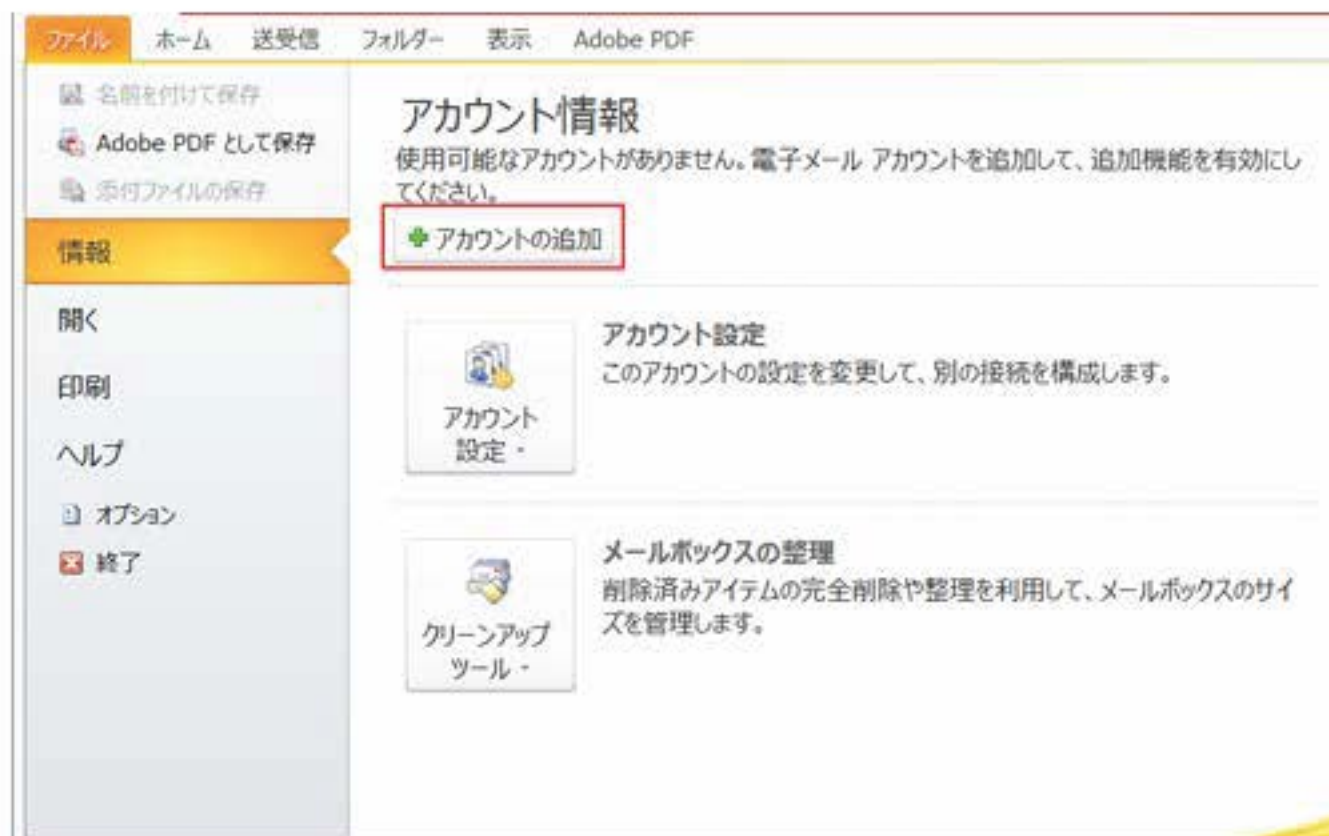 ファイル ホーム 送受信 フォルダー 表示 Adobe PDF
名前を付けて保存
Adobe PDF として保存
添付ファイルの保存
情報
開く
印刷
ヘルプ
オプション
終了
アカウント情報
使用可能なアカウントがありません。電子メール アカウントを追加して、追加機能を有効にし
てください。
アカウントの追加
アカウント
設定
アカウント設定
このアカウントの設定を変更して、別の接続を構成します。
クリーンアップ
ツール
メールボックスの整理
削除済みアイテムの完全削除や整理を利用して、メールボックスのサイ
ズを管理します。